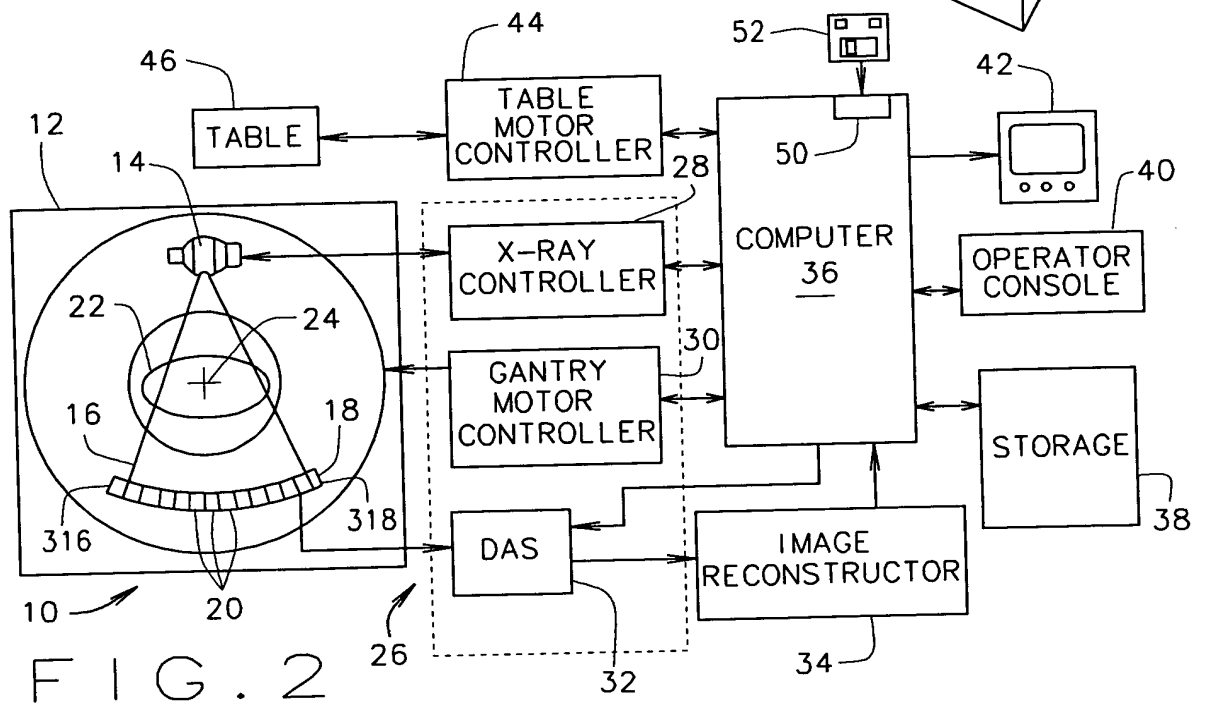 52
44
42
46
TABLE
MOTOR
CONTROLLER
TABLE
12
50
14
28
40
X-RAY
CONTROLLER
COMPUTER
36
OPERATOR
CONSOLE
22
24
30
GANTRY
MOTOR
CONTROLLER
16
18
STORAGE
316
318
38
DAS
IMAGE
RECONSTRUCTOR
10
20
26
32
34
FIG. 2